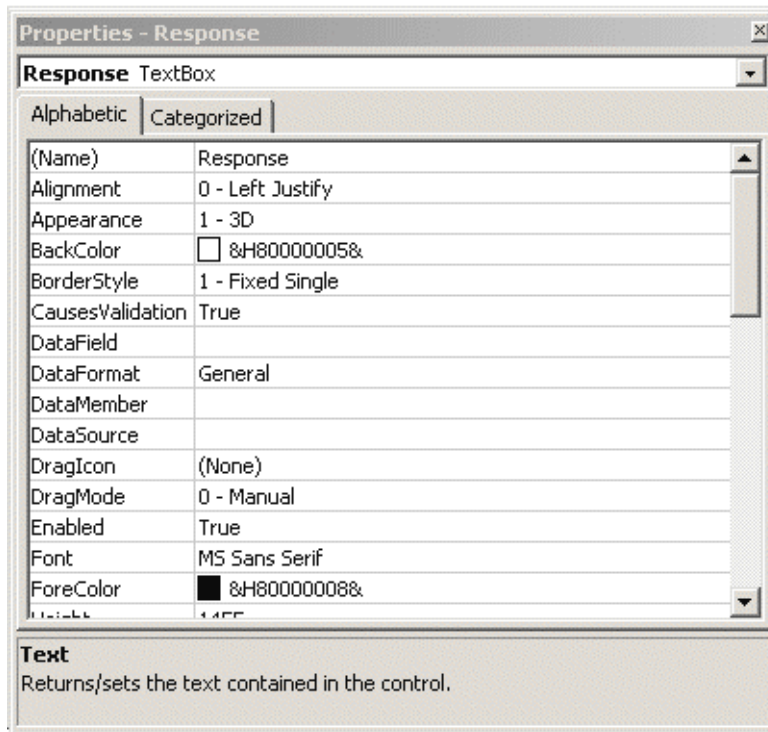 Properties - Response
Response TextBox
Alphabetic Categorized
(Name) Response
Alignment 0 - Left Justify
Appearance 1 - 3D
BackColor &H80000005&
BorderStyle 1 - Fixed Single
CausesValidation True
DataField
DataFormat General
DataMember
DataSource
DragIcon (None)
DragMode 0 - Manual
Enabled True
Font MS Sans Serif
ForeColor &H80000008&
Height
Text
Returns/sets the text contained in the control.